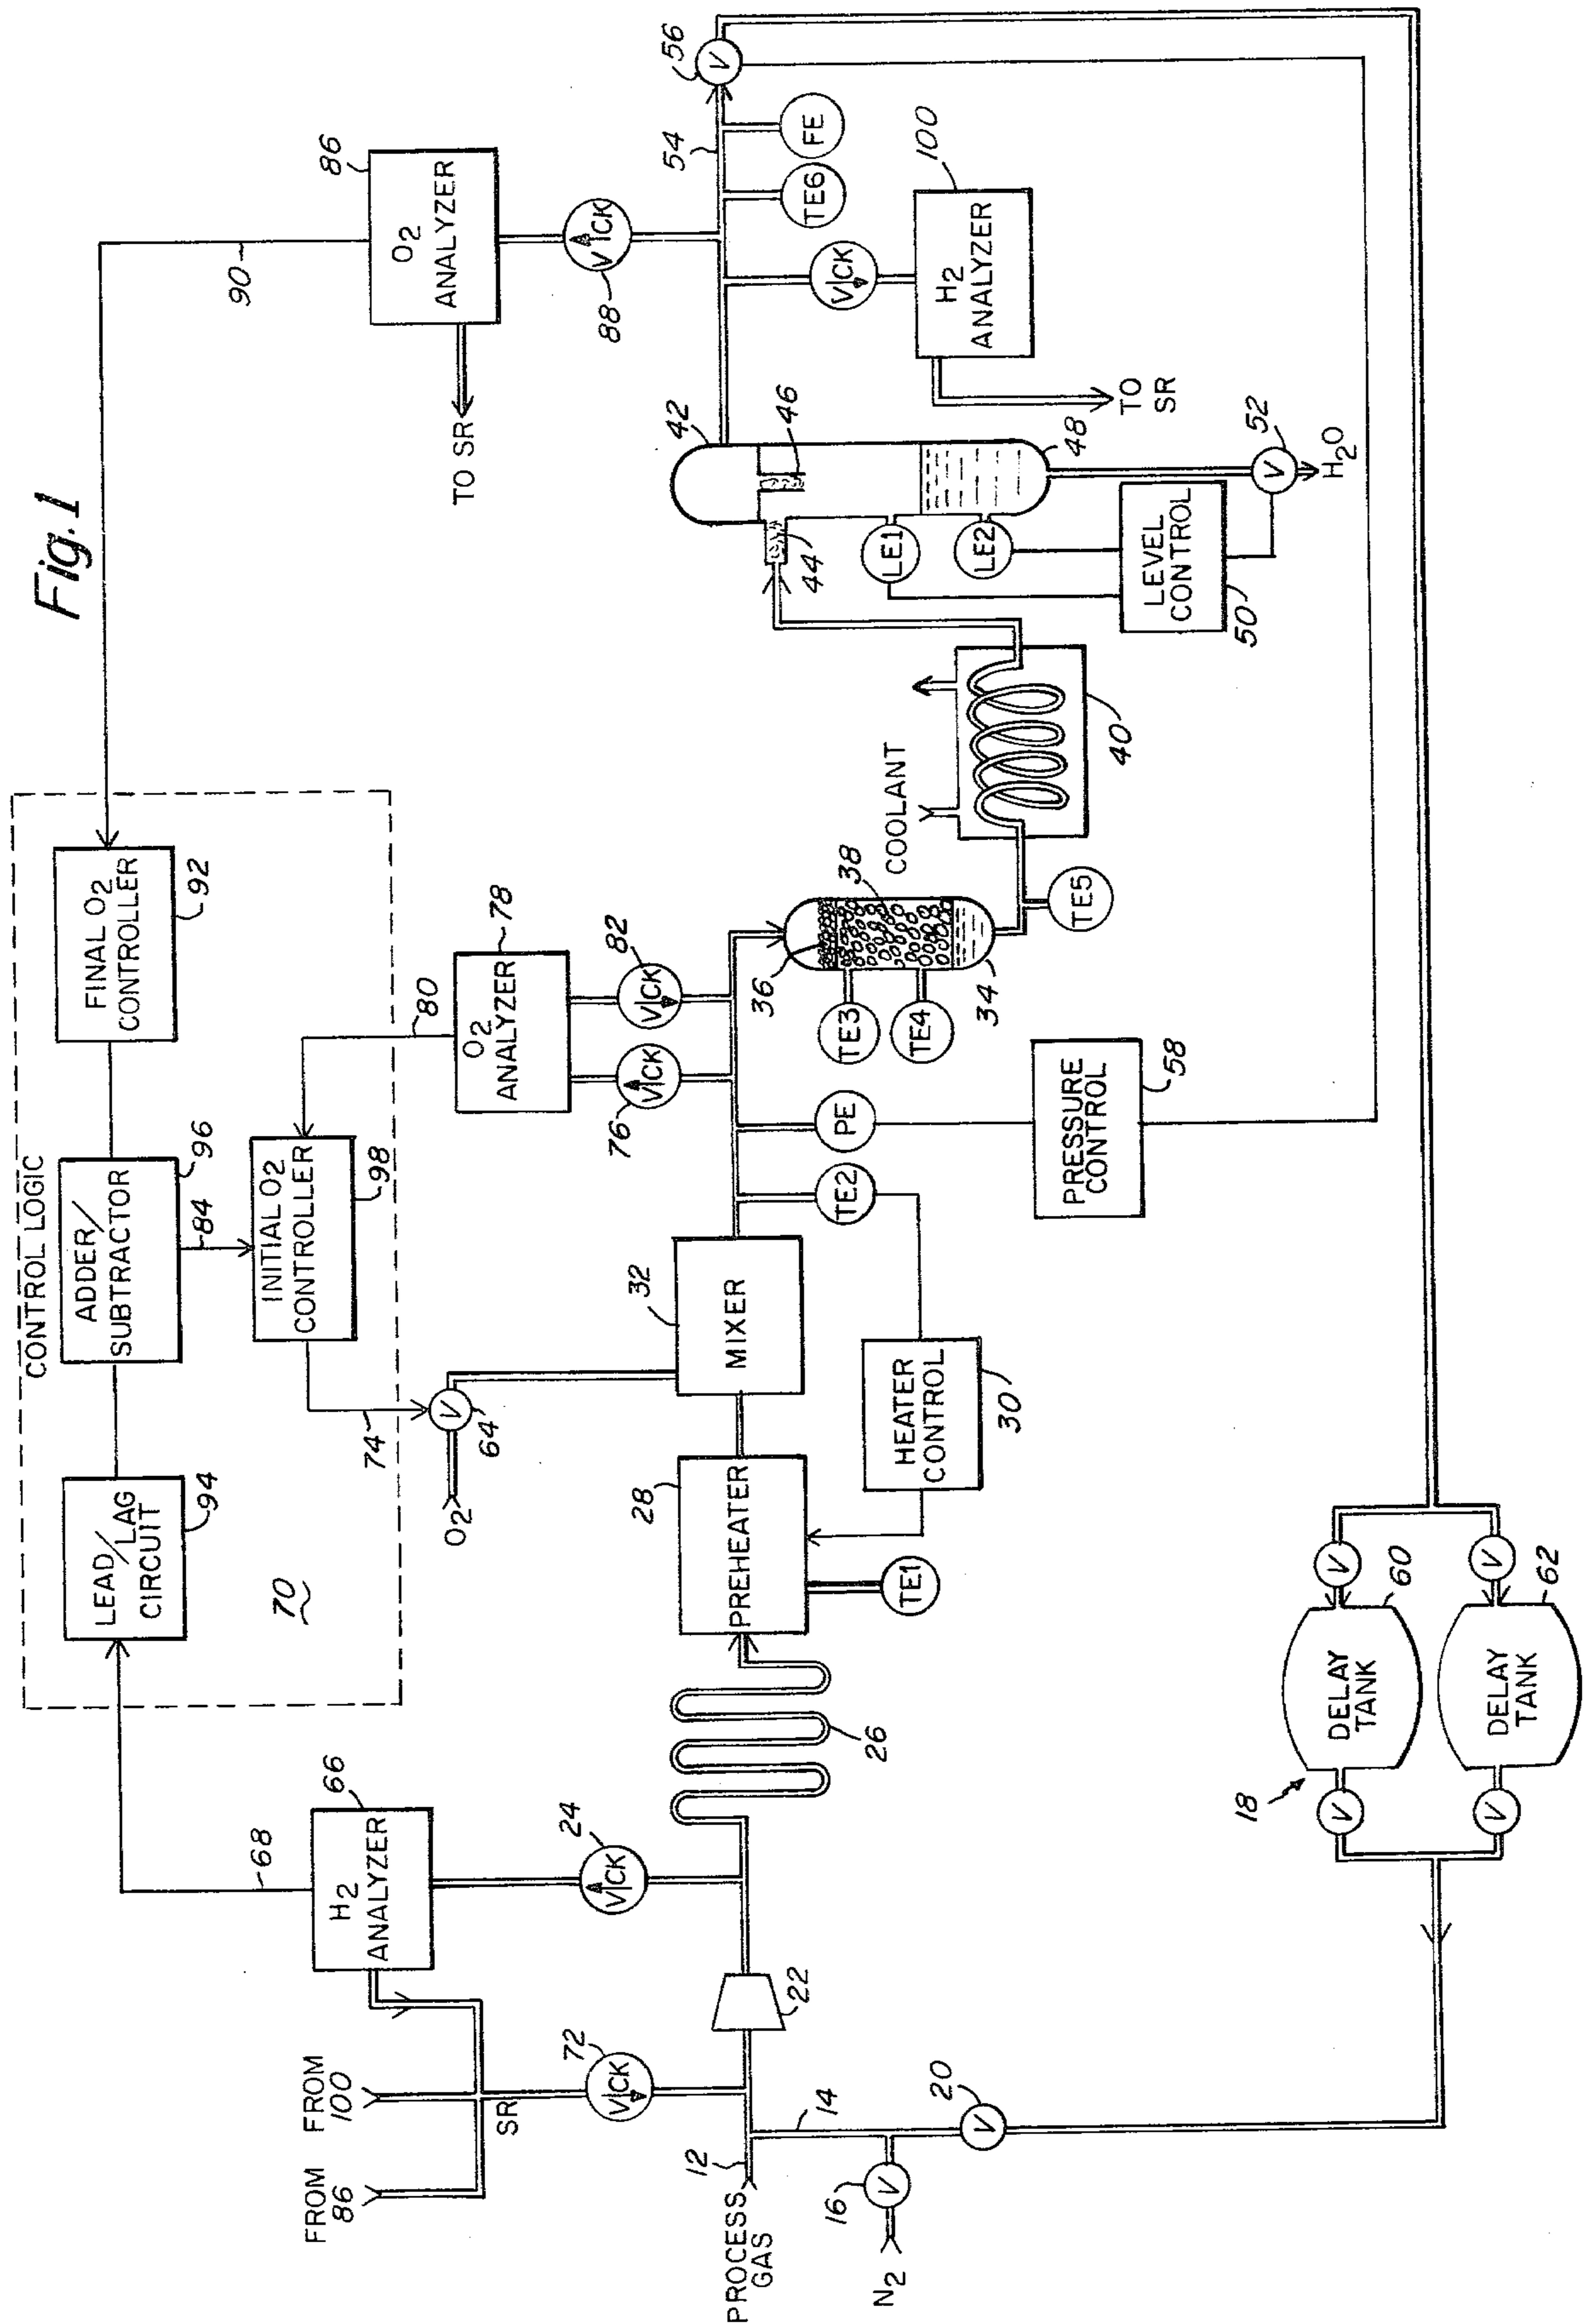 Fig. 1
CONTROL LOGIC
LEAD/LAG
CIRCUIT
94
ADDER/
SUBTRACTOR
96
84
FINAL O2
CONTROLLER
92
INITIAL O2
CONTROLLER
98
70
74
90
68
H2
ANALYZER
66
FROM
86
FROM
100
SR
V CK
72
V CK
24
O2
V
64
O2
ANALYZER
78
80
V CK
76
V CK
82
O2
ANALYZER
86
TO SR
V CK
88
PROCESS
GAS
12
14
N2
16
V
V
20
22
26
PREHEATER
28
TE1
MIXER
32
HEATER
CONTROL
30
TE2
PE
PRESSURE
CONTROL
58
36
38
34
TE3
TE4
TE5
COOLANT
40
42
44
46
48
LE1
LE2
LEVEL
CONTROL
50
V
52
H2O
V CK
H2
ANALYZER
100
TO
SR
TE6
FE
54
V
56
18
V
DELAY
TANK
60
V
V
DELAY
TANK
62
V